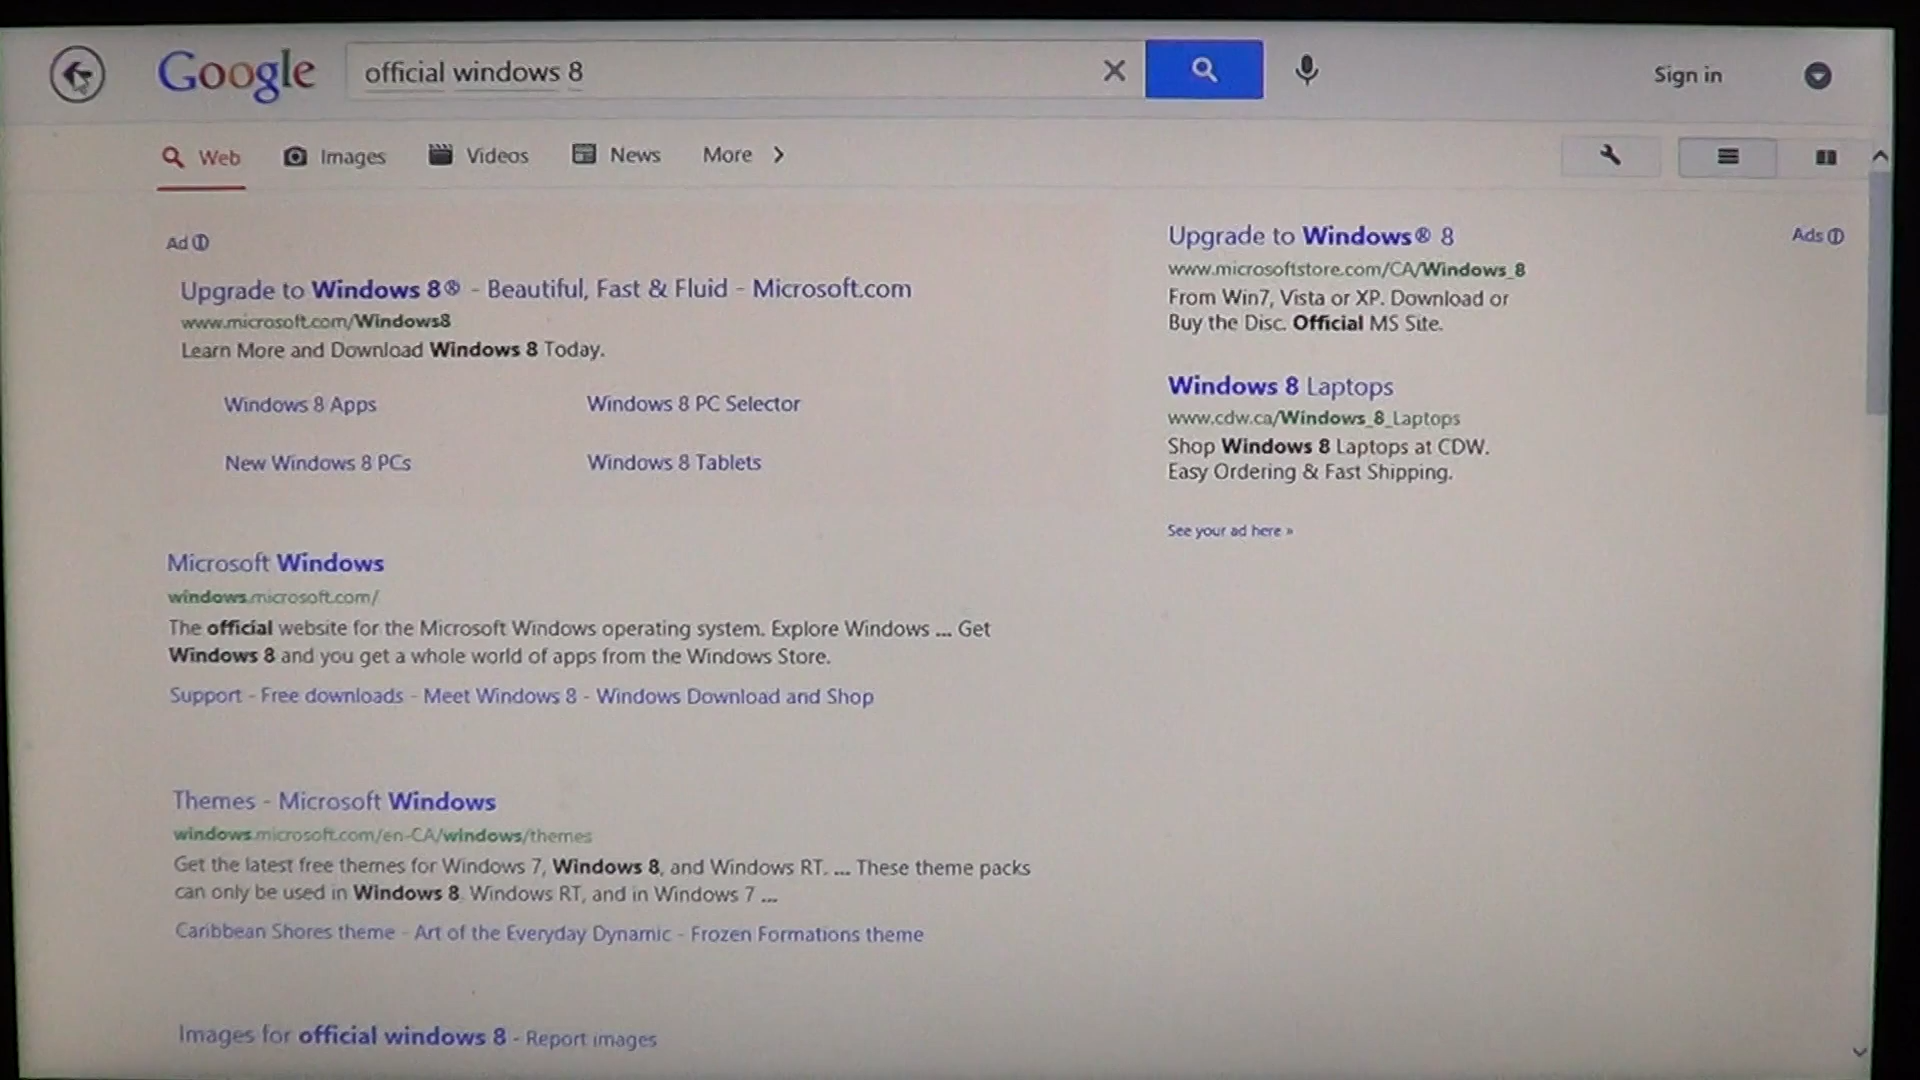 Google official windows 8 Sign in
Web Images Videos News More
Ad
Upgrade to Windows 8® - Beautiful, Fast & Fluid - Microsoft.com
www.microsoft.com/Windows8
Learn More and Download Windows 8 Today.
Windows 8 Apps Windows 8 PC Selector
New Windows 8 PCs Windows 8 Tablets
Microsoft Windows
windows.microsoft.com/
The official website for the Microsoft Windows operating system. Explore Windows ... Get
Windows 8 and you get a whole world of apps from the Windows Store.
Support - Free downloads - Meet Windows 8 - Windows Download and Shop
Themes - Microsoft Windows
windows.microsoft.com/en-CA/windows/themes
Get the latest free themes for Windows 7, Windows 8, and Windows RT. ... These theme packs
can only be used in Windows 8, Windows RT, and in Windows 7 ...
Caribbean Shores theme - Art of the Everyday Dynamic - Frozen Formations theme
Images for official windows 8 - Report images
Ads
Upgrade to Windows® 8
www.microsoftstore.com/CA/Windows_8
From Win7, Vista or XP. Download or
Buy the Disc. Official MS Site.
Windows 8 Laptops
www.cdw.ca/Windows_8_Laptops
Shop Windows 8 Laptops at CDW.
Easy Ordering & Fast Shipping.
See your ad here »